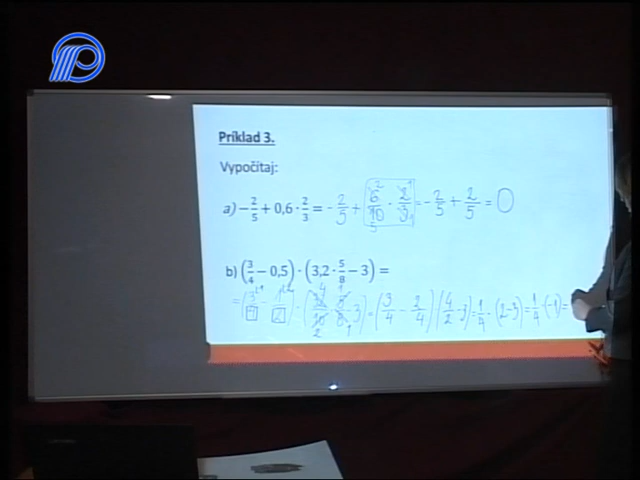 Príklad 3.
Vypočítaj:
a) −2/5 + 0,6 · 2/3 = −2/5 + 6/10 · 2/3 = −2/5 + 2/5 = 0
b) (3/4 − 0,5) · (3,2 · 5/8 − 3) =
= (3/4 − 2/4) (4/2 − 3) = 1/4 · (2−3) = 1/4 · (−1) =